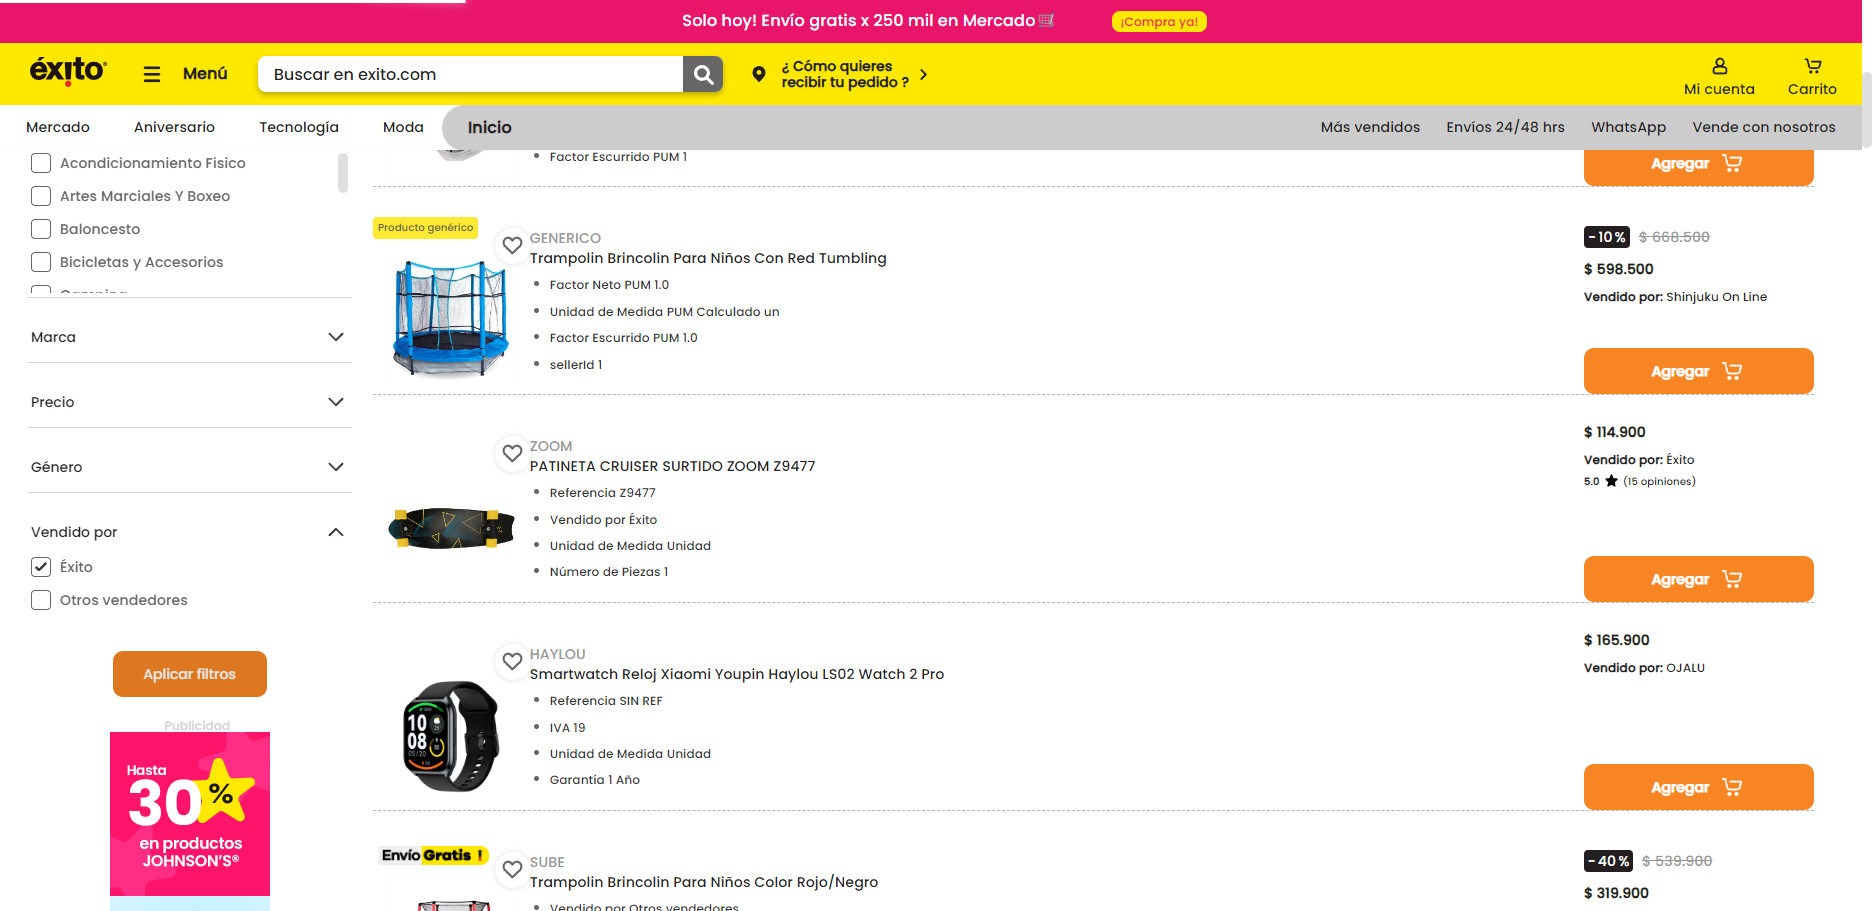 Solo hoy! Envío gratis x 250 mil en Mercado
¡Compra ya!
éxito
Menú
Buscar en exito.com
¿ Cómo quieres
recibir tu pedido ?
Mi cuenta
Carrito
Mercado
Aniversario
Tecnología
Moda
Inicio
Más vendidos
Envíos 24/48 hrs
WhatsApp
Vende con nosotros
Acondicionamiento Fisico
Artes Marciales Y Boxeo
Baloncesto
Bicicletas y Accesorios
Marca
Precio
Género
Vendido por
Éxito
Otros vendedores
Aplicar filtros
Publicidad
Hasta
30%
en productos
JOHNSON'S®
Factor Escurrido PUM 1
Agregar
Producto genérico
GENERICO
Trampolin Brincolin Para Niños Con Red Tumbling
Factor Neto PUM 1.0
Unidad de Medida PUM Calculado un
Factor Escurrido PUM 1.0
sellerId 1
-10% $ 668.500
$ 598.500
Vendido por: Shinjuku On Line
Agregar
ZOOM
PATINETA CRUISER SURTIDO ZOOM Z9477
Referencia Z9477
Vendido por Éxito
Unidad de Medida Unidad
Número de Piezas 1
$ 114.900
Vendido por: Éxito
5.0 ★ (15 opiniones)
Agregar
HAYLOU
Smartwatch Reloj Xiaomi Youpin Haylou LS02 Watch 2 Pro
Referencia SIN REF
IVA 19
Unidad de Medida Unidad
Garantía 1 Año
10
08
$ 165.900
Vendido por: OJALU
Agregar
Envío Gratis !
SUBE
Trampolin Brincolin Para Niños Color Rojo/Negro
Vendido por Otros vendedores
-40% $ 539.900
$ 319.900